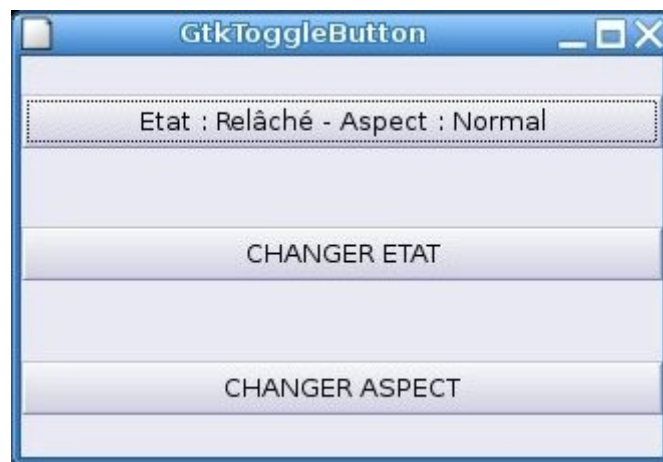 GtkToggleButton
Etat : Relâché - Aspect : Normal
CHANGER ETAT
CHANGER ASPECT